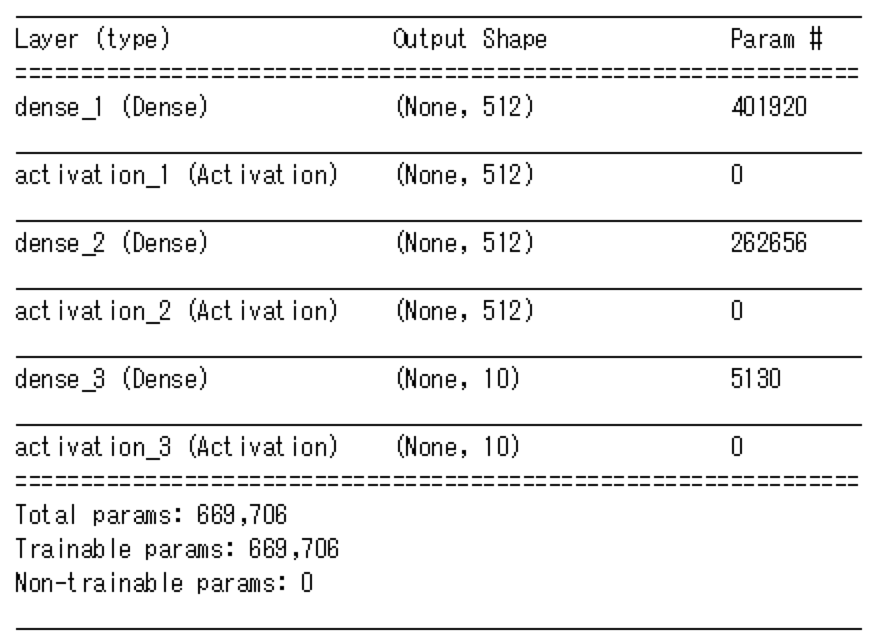 Layer (type) Output Shape Param #
=================================================================
dense_1 (Dense) (None, 512) 401920
activation_1 (Activation) (None, 512) 0
dense_2 (Dense) (None, 512) 262656
activation_2 (Activation) (None, 512) 0
dense_3 (Dense) (None, 10) 5130
activation_3 (Activation) (None, 10) 0
=================================================================
Total params: 669,706
Trainable params: 669,706
Non-trainable params: 0